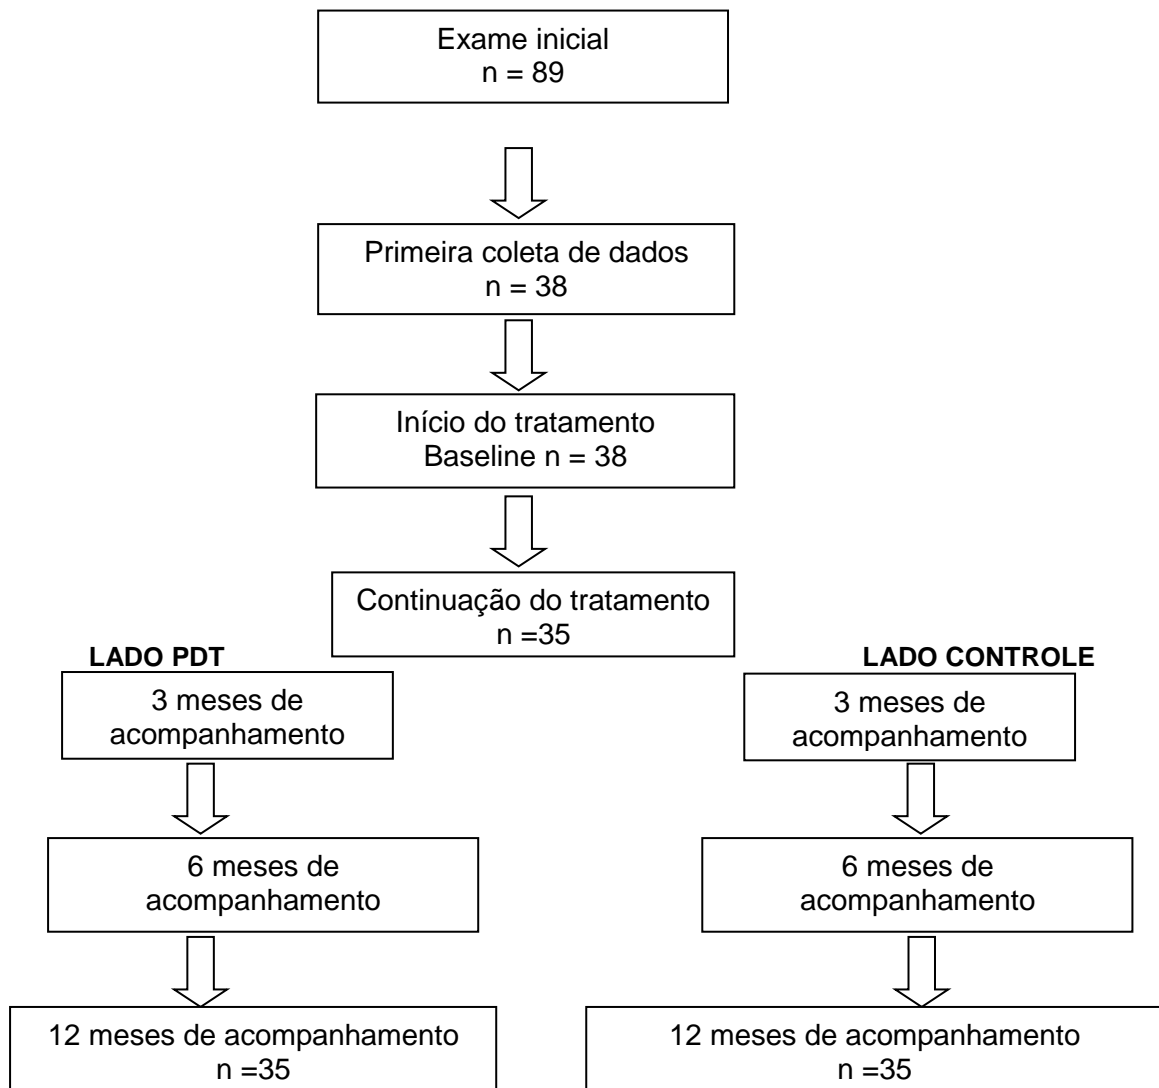 Exame inicial
n = 89
Primeira coleta de dados
n = 38
Início do tratamento
Baseline n = 38
Continuação do tratamento
n =35
LADO PDT
3 meses de
acompanhamento
6 meses de
acompanhamento
12 meses de acompanhamento
n =35
LADO CONTROLE
3 meses de
acompanhamento
6 meses de
acompanhamento
12 meses de acompanhamento
n =35